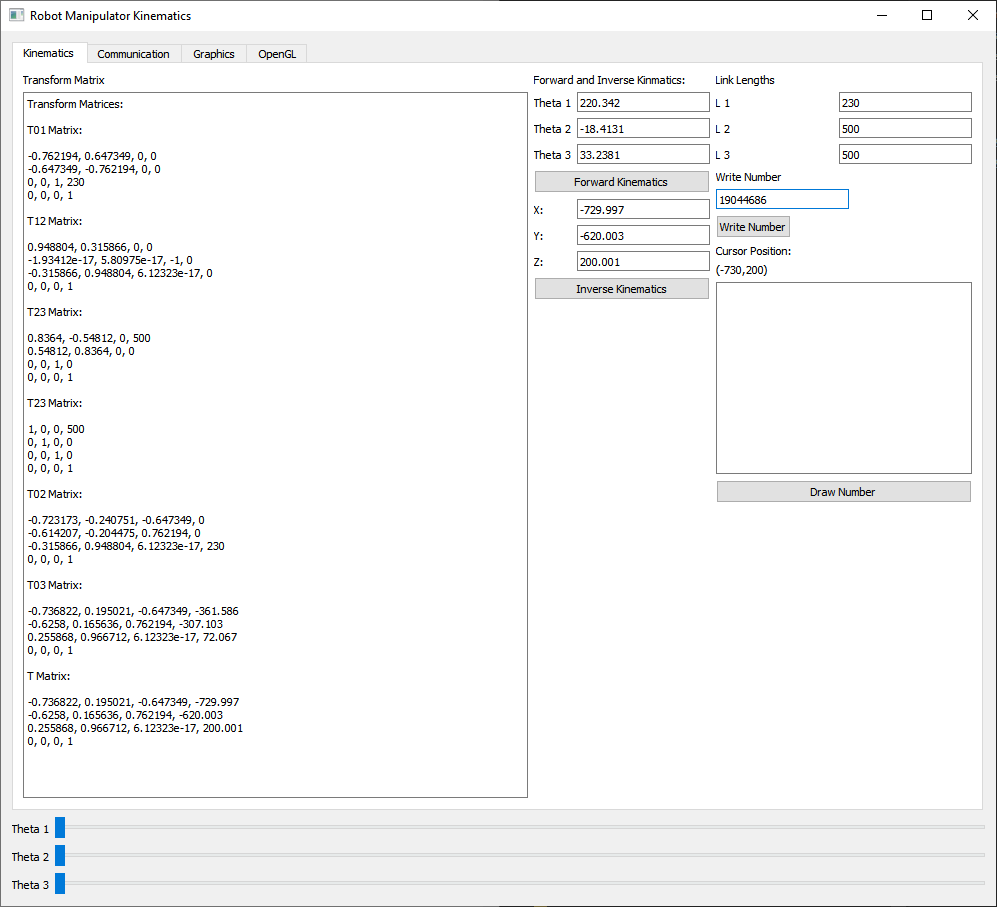 Robot Manipulator Kinematics
Kinematics Communication Graphics OpenGL
Transform Matrix
Transform Matrices:
T01 Matrix:
-0.762194, 0.647349, 0, 0
-0.647349, -0.762194, 0, 0
0, 0, 1, 230
0, 0, 0, 1
T12 Matrix:
0.948804, 0.315866, 0, 0
-1.93412e-17, 5.80975e-17, -1, 0
-0.315866, 0.948804, 6.12323e-17, 0
0, 0, 0, 1
T23 Matrix:
0.8364, -0.54812, 0, 500
0.54812, 0.8364, 0, 0
0, 0, 1, 0
0, 0, 0, 1
T23 Matrix:
1, 0, 0, 500
0, 1, 0, 0
0, 0, 1, 0
0, 0, 0, 1
T02 Matrix:
-0.723173, -0.240751, -0.647349, 0
-0.614207, -0.204475, 0.762194, 0
-0.315866, 0.948804, 6.12323e-17, 230
0, 0, 0, 1
T03 Matrix:
-0.736822, 0.195021, -0.647349, -361.586
-0.6258, 0.165636, 0.762194, -307.103
0.255868, 0.966712, 6.12323e-17, 72.067
0, 0, 0, 1
T Matrix:
-0.736822, 0.195021, -0.647349, -729.997
-0.6258, 0.165636, 0.762194, -620.003
0.255868, 0.966712, 6.12323e-17, 200.001
0, 0, 0, 1
Forward and Inverse Kinmatics:
Theta 1 220.342
Theta 2 -18.4131
Theta 3 33.2381
Forward Kinematics
X: -729.997
Y: -620.003
Z: 200.001
Inverse Kinematics
Link Lengths
L 1 230
L 2 500
L 3 500
Write Number
19044686
Write Number
Cursor Position:
(-730,200)
Draw Number
Theta 1
Theta 2
Theta 3